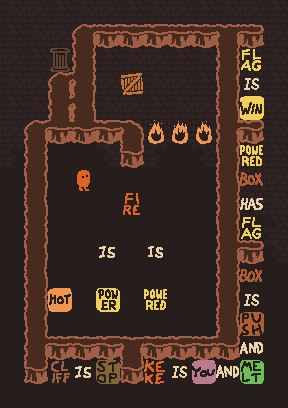 FLAG
IS
WIN
POWERED
BOX
HAS
FLAG
FIRE
IS IS
BOX
HOT POWER POWERED IS
PUSH
AND
CLIFF IS STOP KEKE IS YOU AND MELT